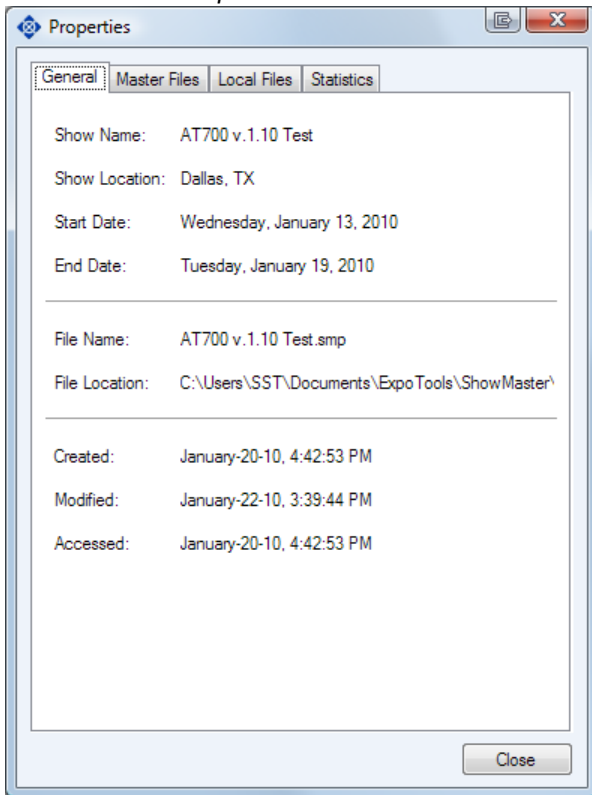 Properties
General Master Files Local Files Statistics
Show Name: AT700 v.1.10 Test
Show Location: Dallas, TX
Start Date: Wednesday, January 13, 2010
End Date: Tuesday, January 19, 2010
File Name: AT700 v.1.10 Test.smp
File Location: C:\Users\SST\Documents\ExpoTools\ShowMaster\
Created: January-20-10, 4:42:53 PM
Modified: January-22-10, 3:39:44 PM
Accessed: January-20-10, 4:42:53 PM
Close